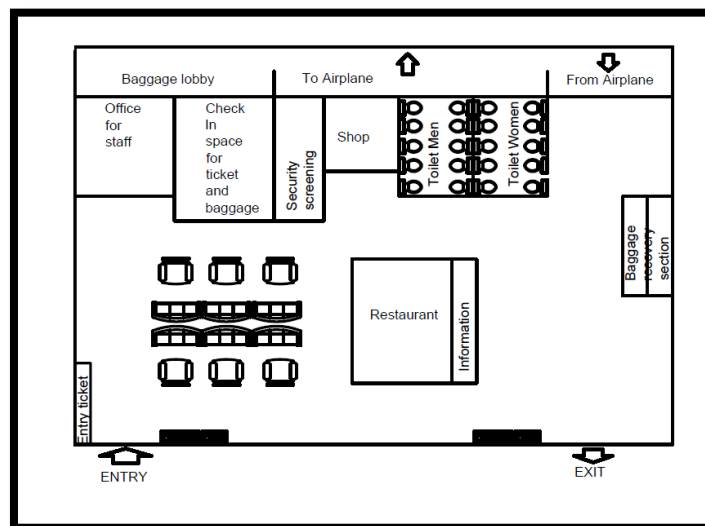 Baggage lobby
To Airplane
From Airplane
Office
for
staff
Check
In
space
for
ticket
and
baggage
Security
screening
Shop
Toilet Men
Toilet Women
Baggage
recovery
section
Restaurant
Information
Entry ticket
ENTRY
EXIT